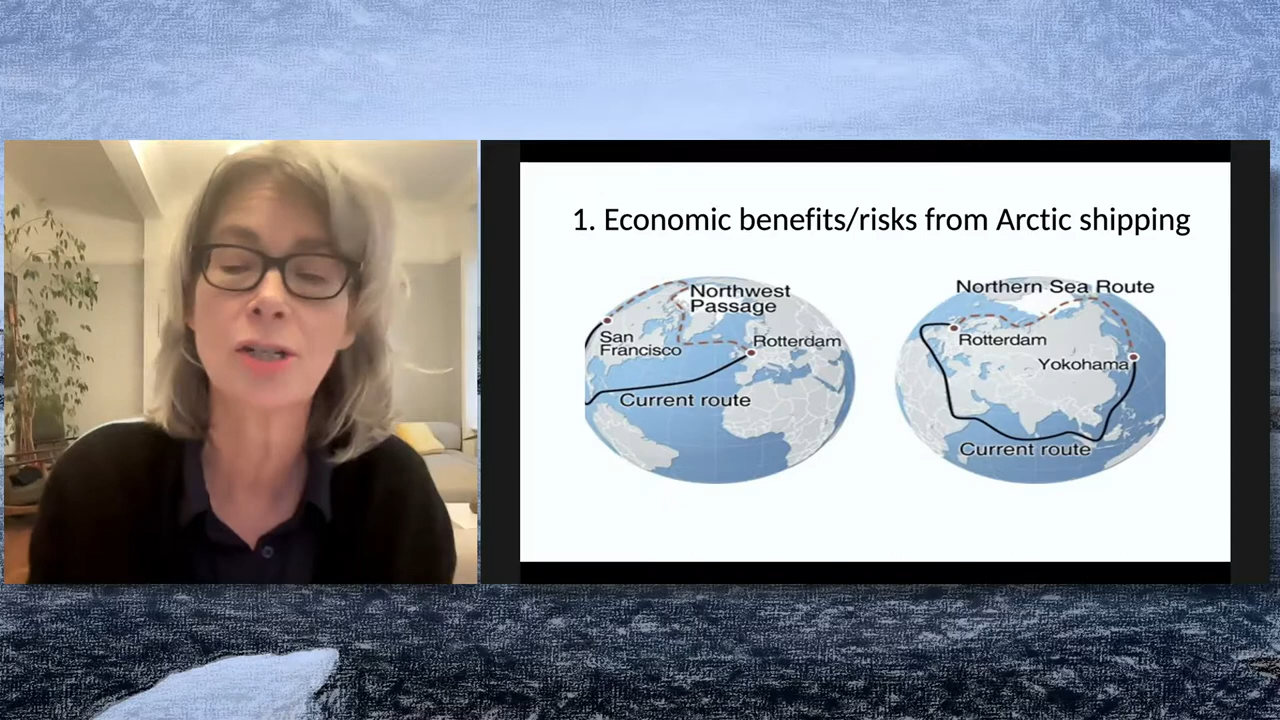 1. Economic benefits/risks from Arctic shipping
Northwest
Passage
San
Francisco
Rotterdam
Current route
Northern Sea Route
Rotterdam
Yokohama
Current route